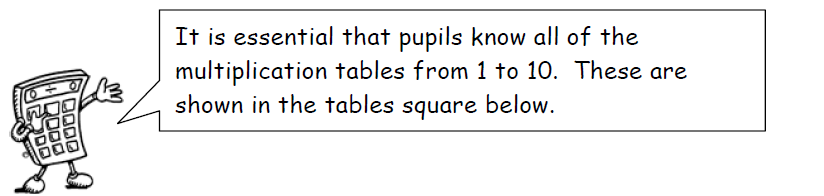 It is essential that pupils know all of the
multiplication tables from 1 to 10.  These are
shown in the tables square below.